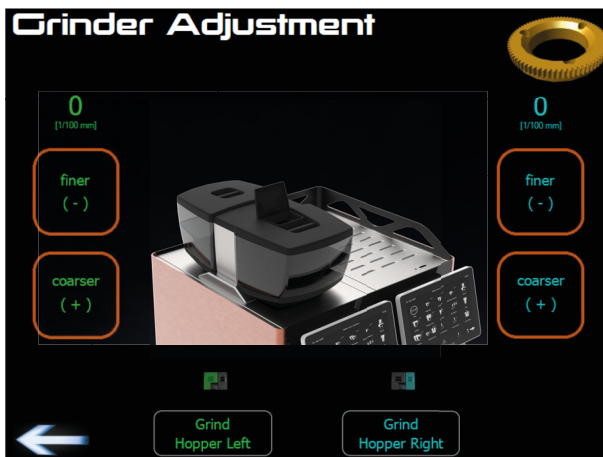 Grinder Adjustment
0
[1/100 mm]
finer
( - )
coarser
( + )
0
[1/100 mm]
finer
( - )
coarser
( + )
Grind
Hopper Left
Grind
Hopper Right